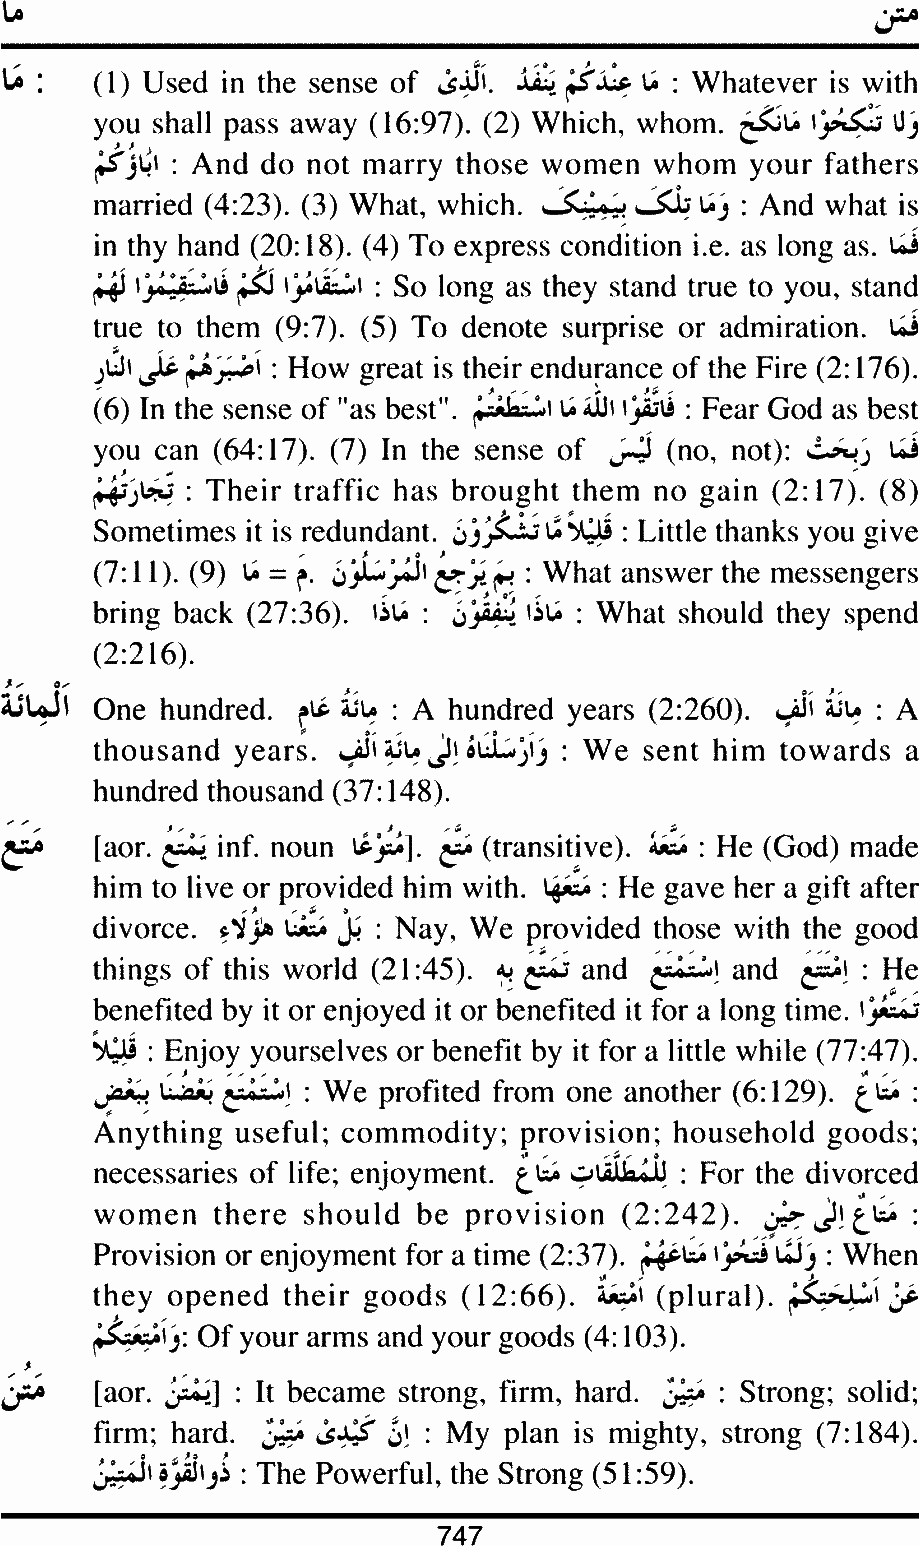 ما متن
مَا : (1) Used in the sense of اَلَّذِیْ. مَا عِنْدَكُمْ يَنْفَدُ : Whatever is with
you shall pass away (16:97). (2) Which, whom. وَلَا تَنْكِحُوْا مَانَكَحَ
اٰبَاؤُكُمْ : And do not marry those women whom your fathers
married (4:23). (3) What, which. وَمَا تِلْکَ بِيَمِيْنِکَ : And what is
in thy hand (20:18). (4) To express condition i.e. as long as. فَمَا
اسْتَقَامُوْا لَكُمْ فَاسْتَقِيْمُوْا لَهُمْ : So long as they stand true to you, stand
true to them (9:7). (5) To denote surprise or admiration. فَمَا
اَصْبَرَهُمْ عَلَى النَّارِ : How great is their endurance of the Fire (2:176).
(6) In the sense of "as best". فَاتَّقُوْا اللّٰهَ مَا اسْتَطَعْتُمْ : Fear God as best
you can (64:17). (7) In the sense of لَيْسَ (no, not): فَمَا رَبِحَتْ
تِّجَارَتُهُمْ : Their traffic has brought them no gain (2:17). (8)
Sometimes it is redundant. قَلِيْلاً مَّا تَشْكُرُوْنَ : Little thanks you give
(7:11). (9) مَا = مَ. بِمَ يَرْجِعُ الْمُرْسَلُوْنَ : What answer the messengers
bring back (27:36). مَاذَا : مَاذَا يُنْفِقُوْنَ : What should they spend
(2:216).
اَلْمِائَةُ One hundred. مِائَةُ عَامٍ : A hundred years (2:260). مِائَةُ اَلْفٍ : A
thousand years. وَاَرْسَلْنَاهُ اِلٰى مِائَةِ اَلْفٍ : We sent him towards a
hundred thousand (37:148).
مَتَعَ [aor. يَمْتَعُ inf. noun مُتُوْعًا]. مَتَّعَ (transitive). مَتَّعَهٗ : He (God) made
him to live or provided him with. مَتَّعَهَا : He gave her a gift after
divorce. بَلْ مَتَّعْنَا هٰؤُلَاءِ : Nay, We provided those with the good
things of this world (21:45). تَمَتَّعَ بِهٖ and اِسْتَمْتَعَ and اِمْتَتَعَ : He
benefited by it or enjoyed it or benefited it for a long time. تَمَتَّعُوْا
قَلِيْلاً : Enjoy yourselves or benefit by it for a little while (77:47).
اِسْتَمْتَعَ بَعْضُنَا بِبَعْضٍ : We profited from one another (6:129). مَتَاعٌ :
Anything useful; commodity; provision; household goods;
necessaries of life; enjoyment. لِلْمُطَلَّقَاتِ مَتَاعٌ : For the divorced
women there should be provision (2:242). مَتَاعٌ اِلٰى حِيْنٍ :
Provision or enjoyment for a time (2:37). وَلَمَّا فَتَحُوْا مَتَاعَهُمْ : When
they opened their goods (12:66). اَمْتِعَةٌ (plural). عَنْ اَسْلِحَتِكُمْ
وَاَمْتِعَتِكُمْ: Of your arms and your goods (4:103).
مَتُنَ [aor. يَمْتُنُ] : It became strong, firm, hard. مَتِيْنٌ : Strong; solid;
firm; hard. اِنَّ كَيْدِیْ مَتِيْنٌ : My plan is mighty, strong (7:184).
ذُو الْقُوَّةِ الْمَتِيْنُ : The Powerful, the Strong (51:59).
747